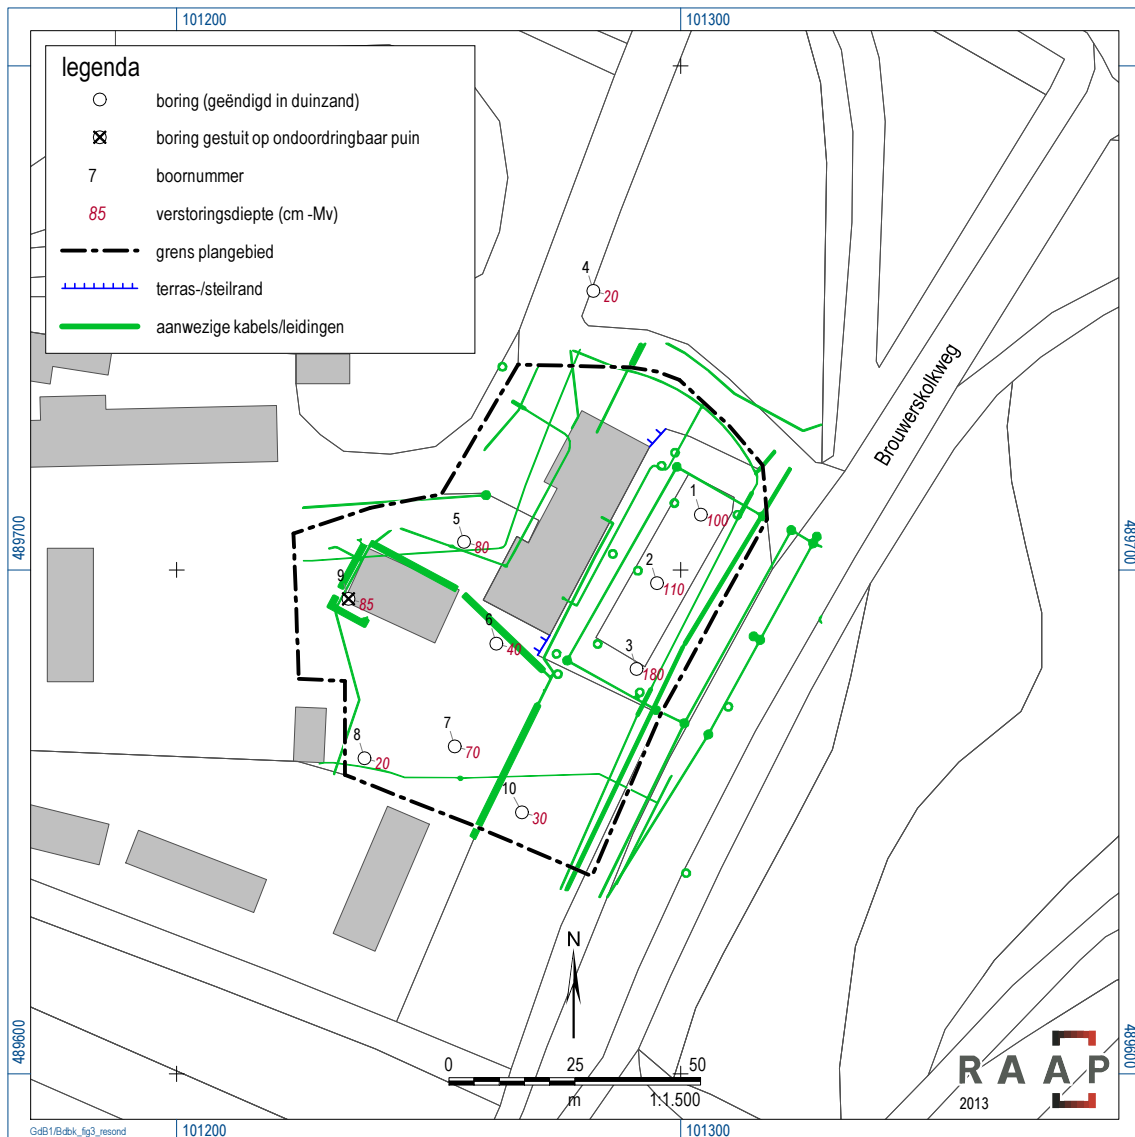 101200
101300
legenda
boring (geëndigd in duinzand)
boring gestuit op ondoordringbaar puin
7 boornummer
85 verstoringsdiepte (cm -Mv)
grens plangebied
terras-/steilrand
aanwezige kabels/leidingen
4
20
Brouwerskolkweg
1
100
5
80
489700
489700
2
110
9
85
6
40
3
180
7
70
8
20
10
30
N
489600
489600
0 25 50
m 1:1.500
RAAP
2013
GdB1/Bdbk_fig3_resond
101200
101300